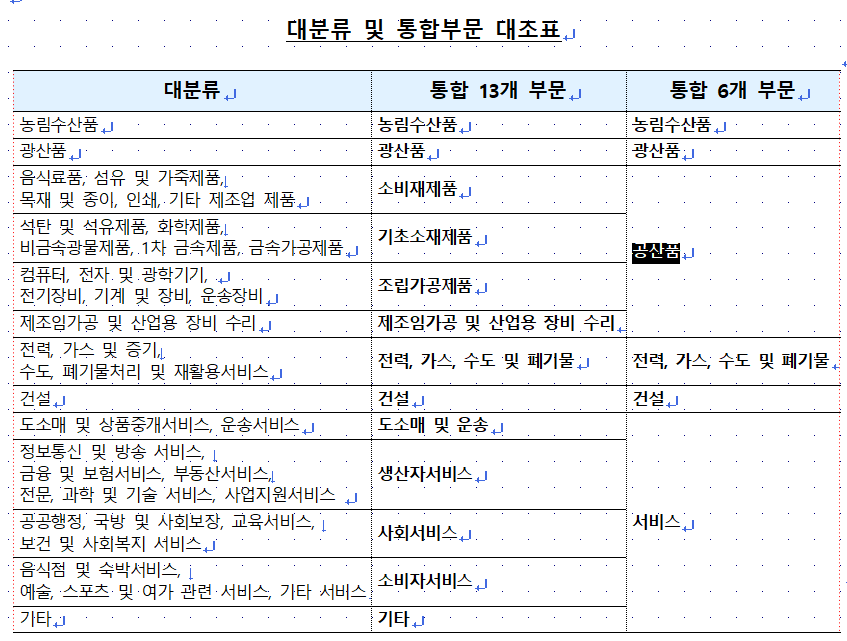 대분류 및 통합부문 대조표
대분류 통합 13개 부문 통합 6개 부문
농림수산품 농림수산품 농림수산품
광산품 광산품 광산품
음식료품, 섬유 및 가죽제품,
목재 및 종이, 인쇄, 기타 제조업 제품
소비재제품
석탄 및 석유제품, 화학제품,
비금속광물제품, 1차 금속제품, 금속가공제품
기초소재제품
공산품
컴퓨터, 전자 및 광학기기,
전기장비, 기계 및 장비, 운송장비
조립가공제품
제조임가공 및 산업용 장비 수리 제조임가공 및 산업용 장비 수리
전력, 가스 및 증기,
수도, 폐기물처리 및 재활용서비스
전력, 가스, 수도 및 폐기물 전력, 가스, 수도 및 폐기물
건설 건설 건설
도소매 및 상품중개서비스, 운송서비스 도소매 및 운송
정보통신 및 방송 서비스,
금융 및 보험서비스, 부동산서비스,
전문, 과학 및 기술 서비스, 사업지원서비스
생산자서비스
공공행정, 국방 및 사회보장, 교육서비스,
보건 및 사회복지 서비스
사회서비스
서비스
음식점 및 숙박서비스,
예술, 스포츠 및 여가 관련 서비스, 기타 서비스
소비자서비스
기타 기타